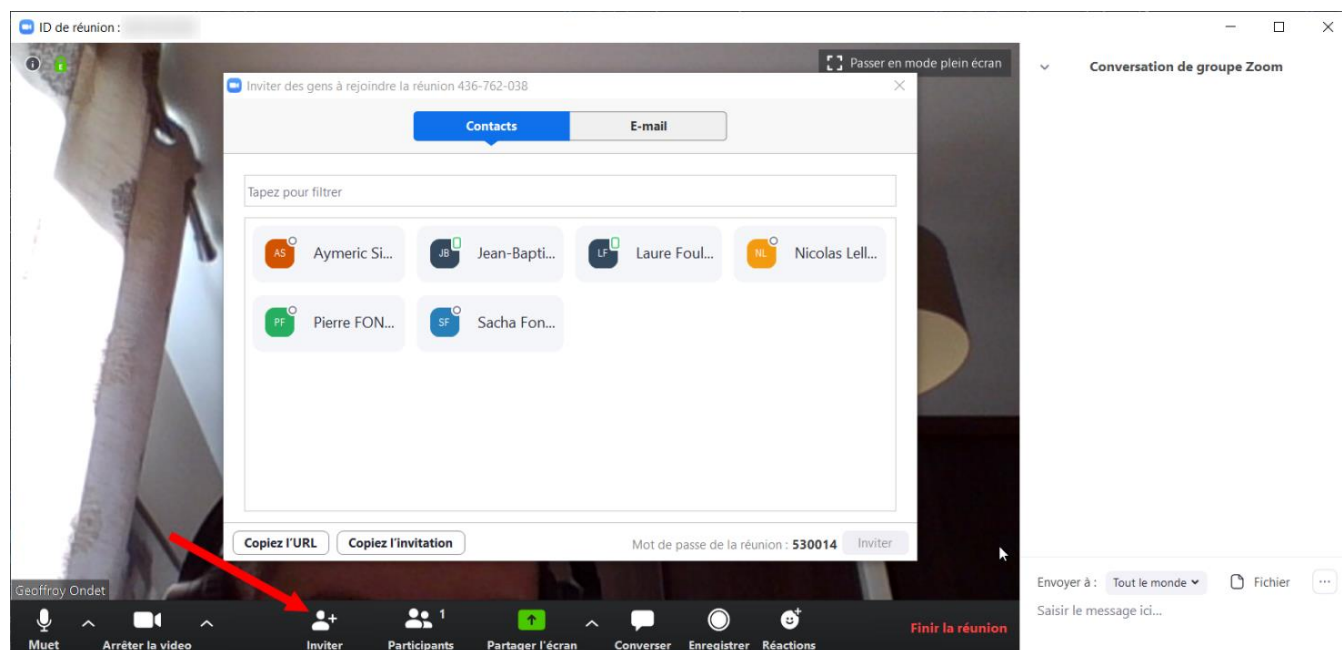 ID de réunion :
Passer en mode plein écran
Conversation de groupe Zoom
Inviter des gens à rejoindre la réunion 436-762-038
Contacts
E-mail
Tapez pour filtrer
AS Aymeric Si...
JB Jean-Bapti...
LF Laure Foul...
NL Nicolas Lell...
PF Pierre FON...
SF Sacha Fon...
Copiez l'URL
Copiez l'invitation
Mot de passe de la réunion : 530014
Inviter
Geoffroy Ondet
Envoyer à : Tout le monde
Fichier
Saisir le message ici...
1
Muet
Arrêter la video
Inviter
Participants
Partager l'écran
Converser
Enregistrer
Réactions
Finir la réunion